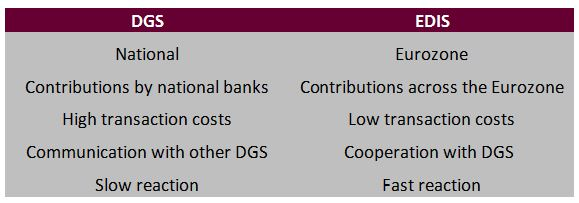 DGS EDIS
National Eurozone
Contributions by national banks Contributions across the Eurozone
High transaction costs Low transaction costs
Communication with other DGS Cooperation with DGS
Slow reaction Fast reaction